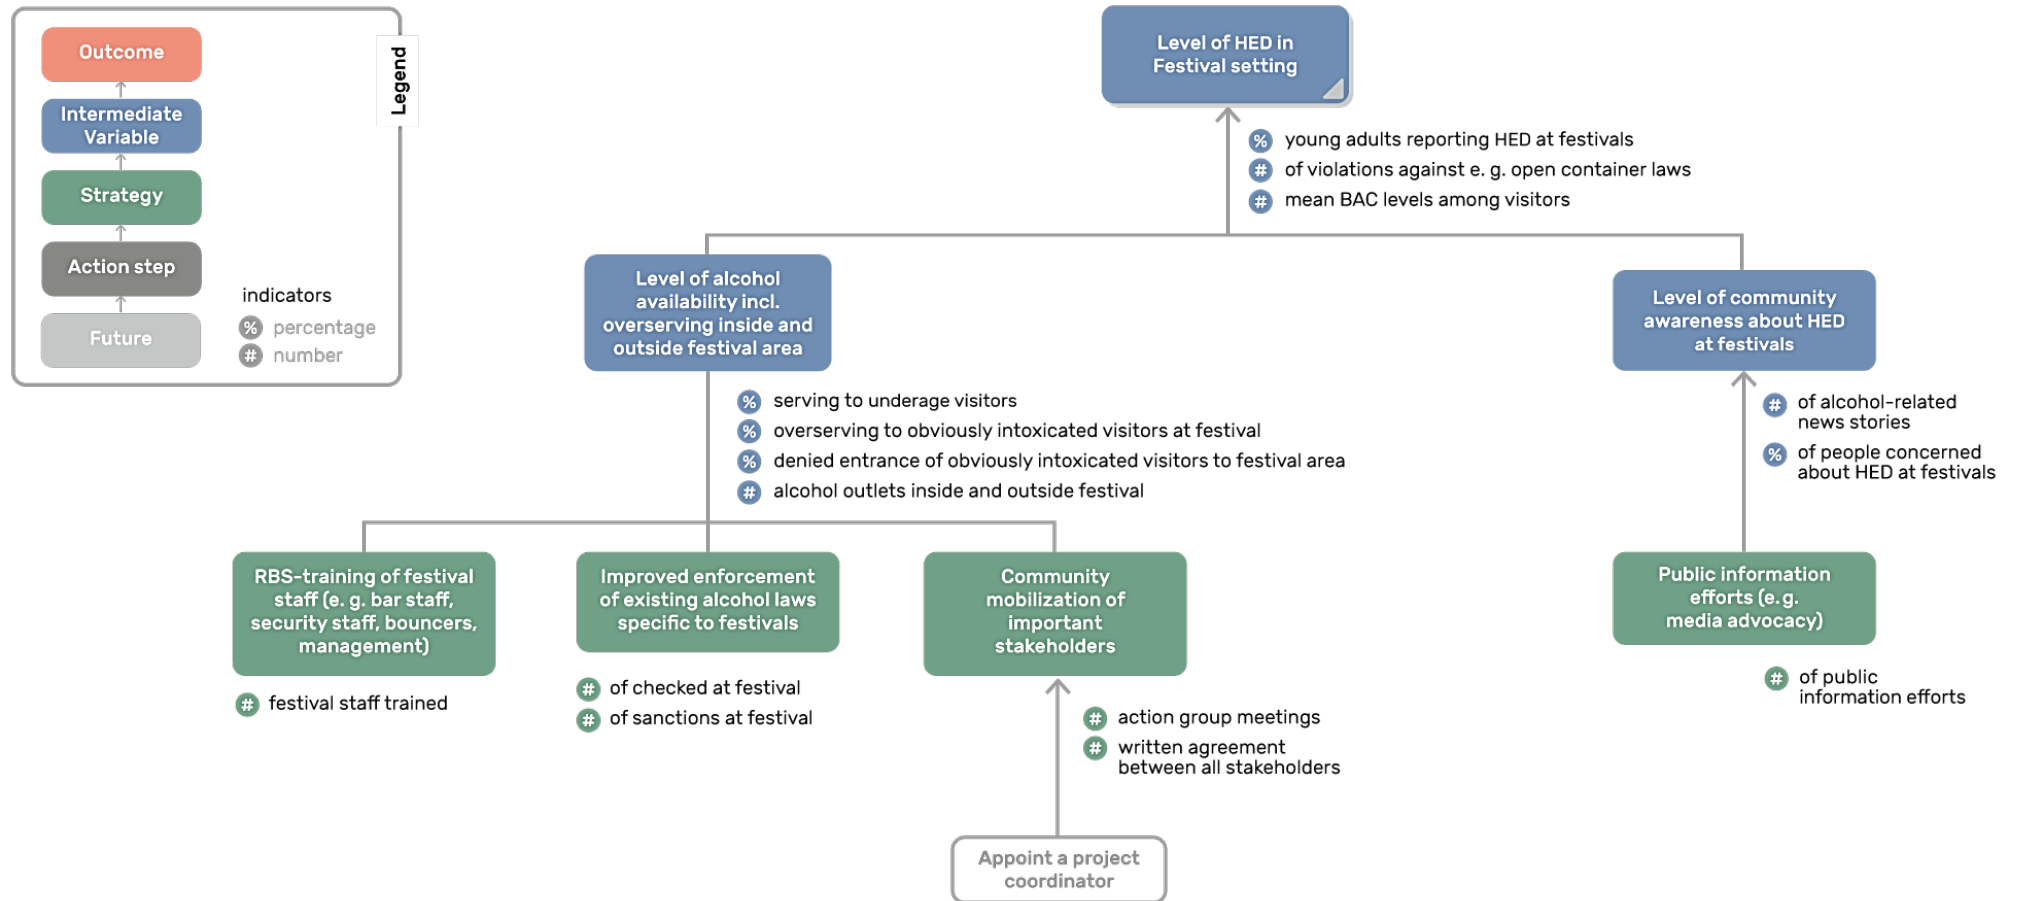 Outcome
Intermediate
Variable
Strategy
Action step
Future
Legend
indicators
% percentage
# number
Level of HED in
Festival setting
% young adults reporting HED at festivals
# of violations against e. g. open container laws
# mean BAC levels among visitors
Level of alcohol
availability incl.
overserving inside and
outside festival area
Level of community
awareness about HED
at festivals
% serving to underage visitors
% overserving to obviously intoxicated visitors at festival
% denied entrance of obviously intoxicated visitors to festival area
# alcohol outlets inside and outside festival
# of alcohol-related
news stories
% of people concerned
about HED at festivals
RBS-training of festival
staff (e. g. bar staff,
security staff, bouncers,
management)
# festival staff trained
Improved enforcement
of existing alcohol laws
specific to festivals
# of checked at festival
# of sanctions at festival
Community
mobilization of
important
stakeholders
# action group meetings
# written agreement
between all stakeholders
Public information
efforts (e. g.
media advocacy)
# of public
information efforts
Appoint a project
coordinator